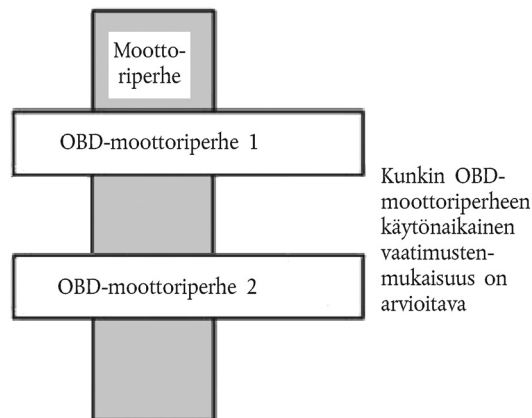 Mootto-
riperhe
OBD-moottoriperhe 1
Kunkin OBD-
moottoriperheen
käytönaikainen
vaatimusten-
mukaisuus on
arvioitava
OBD-moottoriperhe 2